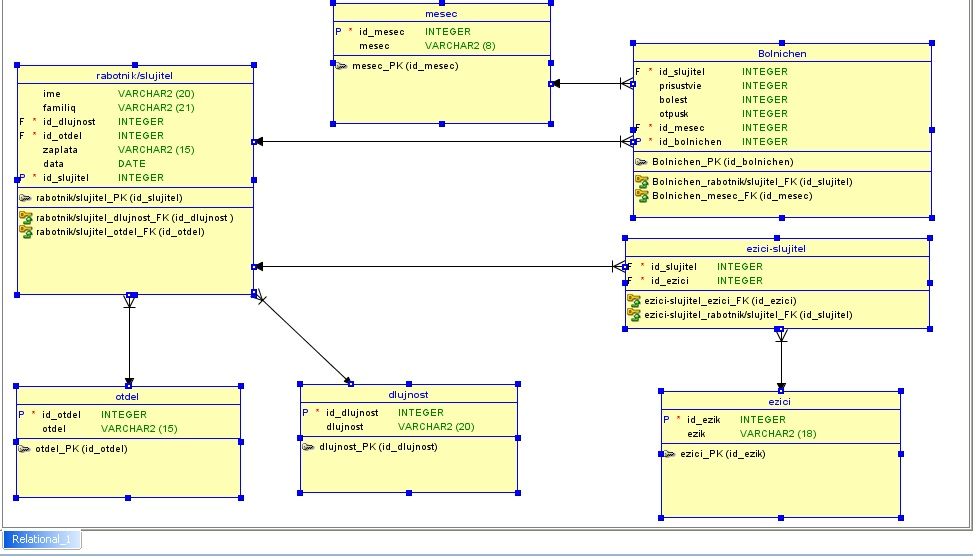 mesec
P * id_mesec INTEGER
mesec VARCHAR2 (8)
mesec_PK (id_mesec)
Bolnichen
F * id_slujitel INTEGER
prisustvie INTEGER
bolest INTEGER
otpusk INTEGER
F * id_mesec INTEGER
P * id_bolnichen INTEGER
Bolnichen_PK (id_bolnichen)
Bolnichen_rabotnik/slujitel_FK (id_slujitel)
Bolnichen_mesec_FK (id_mesec)
rabotnik/slujitel
ime VARCHAR2 (20)
familiq VARCHAR2 (21)
F * id_dlujnost INTEGER
F * id_otdel INTEGER
zaplata VARCHAR2 (15)
data DATE
P * id_slujitel INTEGER
rabotnik/slujitel_PK (id_slujitel)
rabotnik/slujitel_dlujnost_FK (id_dlujnost )
rabotnik/slujitel_otdel_FK (id_otdel)
ezici-slujitel
F * id_slujitel INTEGER
F * id_ezici INTEGER
ezici-slujitel_ezici_FK (id_ezici)
ezici-slujitel_rabotnik/slujitel_FK (id_slujitel)
otdel
P * id_otdel INTEGER
otdel VARCHAR2 (15)
otdel_PK (id_otdel)
dlujnost
P * id_dlujnost INTEGER
dlujnost VARCHAR2 (20)
dlujnost_PK (id_dlujnost)
ezici
P * id_ezik INTEGER
ezik VARCHAR2 (18)
ezici_PK (id_ezik)
Relational_1